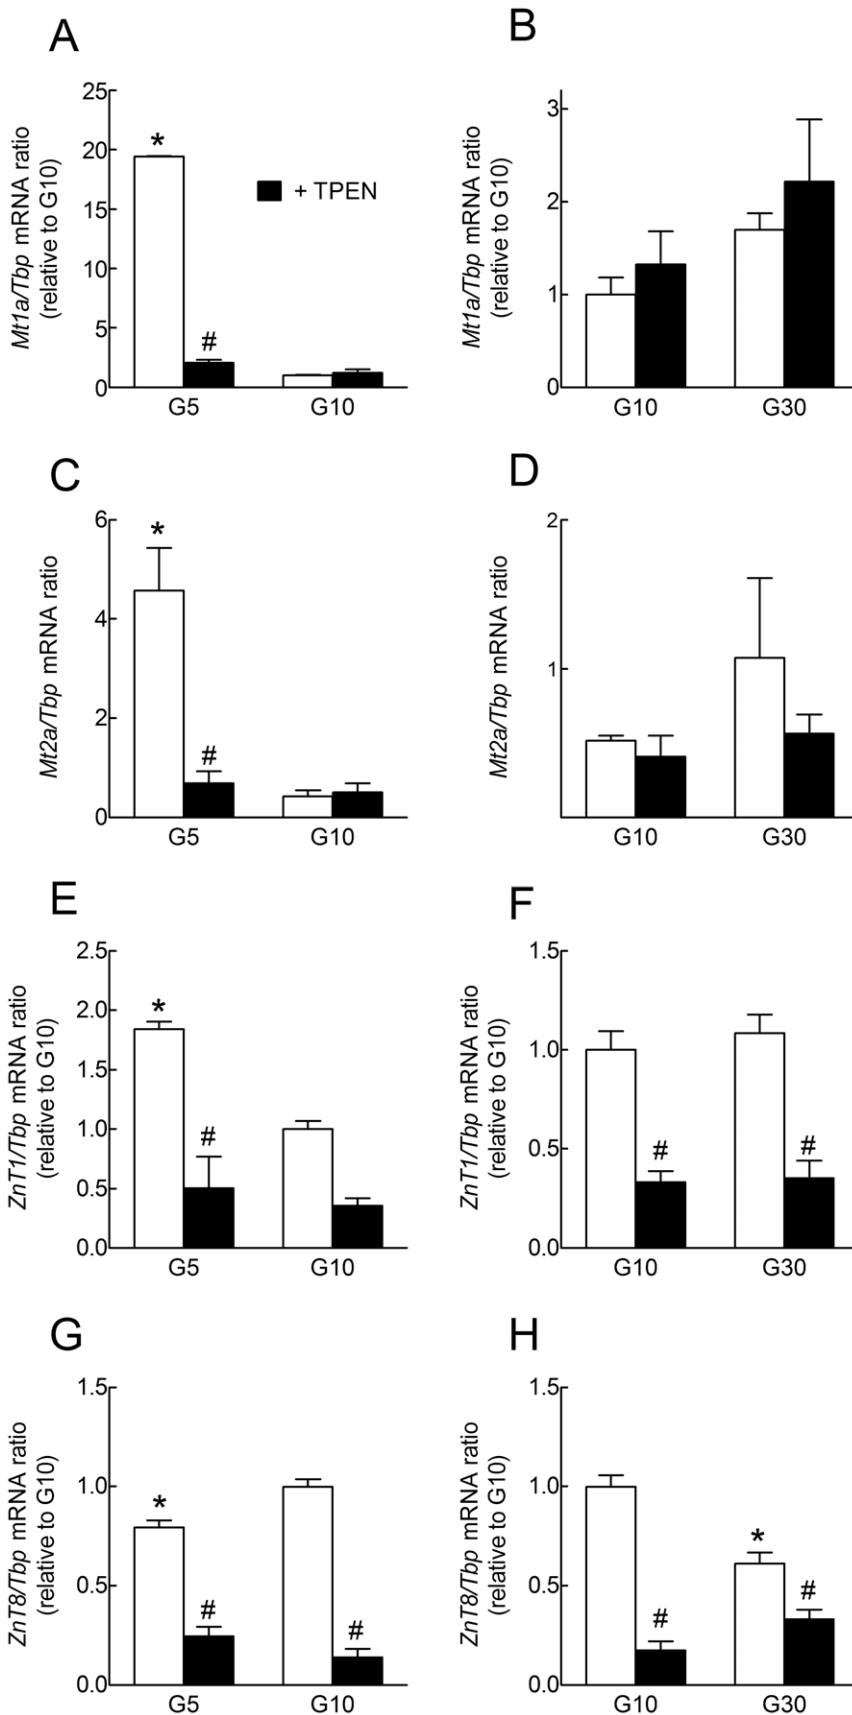 A
Mt1a/Tbp mRNA ratio
(relative to G10)
25
20
15
10
5
0
*
#
+ TPEN
G5 G10
B
Mt1a/Tbp mRNA ratio
(relative to G10)
3
2
1
0
G10 G30
C
Mt2a/Tbp mRNA ratio
6
4
2
0
*
#
G5 G10
D
Mt2a/Tbp mRNA ratio
2
1
G10 G30
E
ZnT1/Tbp mRNA ratio
(relative to G10)
2.5
2.0
1.5
1.0
0.5
0.0
*
#
G5 G10
F
ZnT1/Tbp mRNA ratio
(relative to G10)
1.5
1.0
0.5
0.0
# #
G10 G30
G
ZnT8/Tbp mRNA ratio
(relative to G10)
1.5
1.0
0.5
0.0
*
# #
G5 G10
H
ZnT8/Tbp mRNA ratio
(relative to G10)
1.5
1.0
0.5
0.0
*
# #
G10 G30